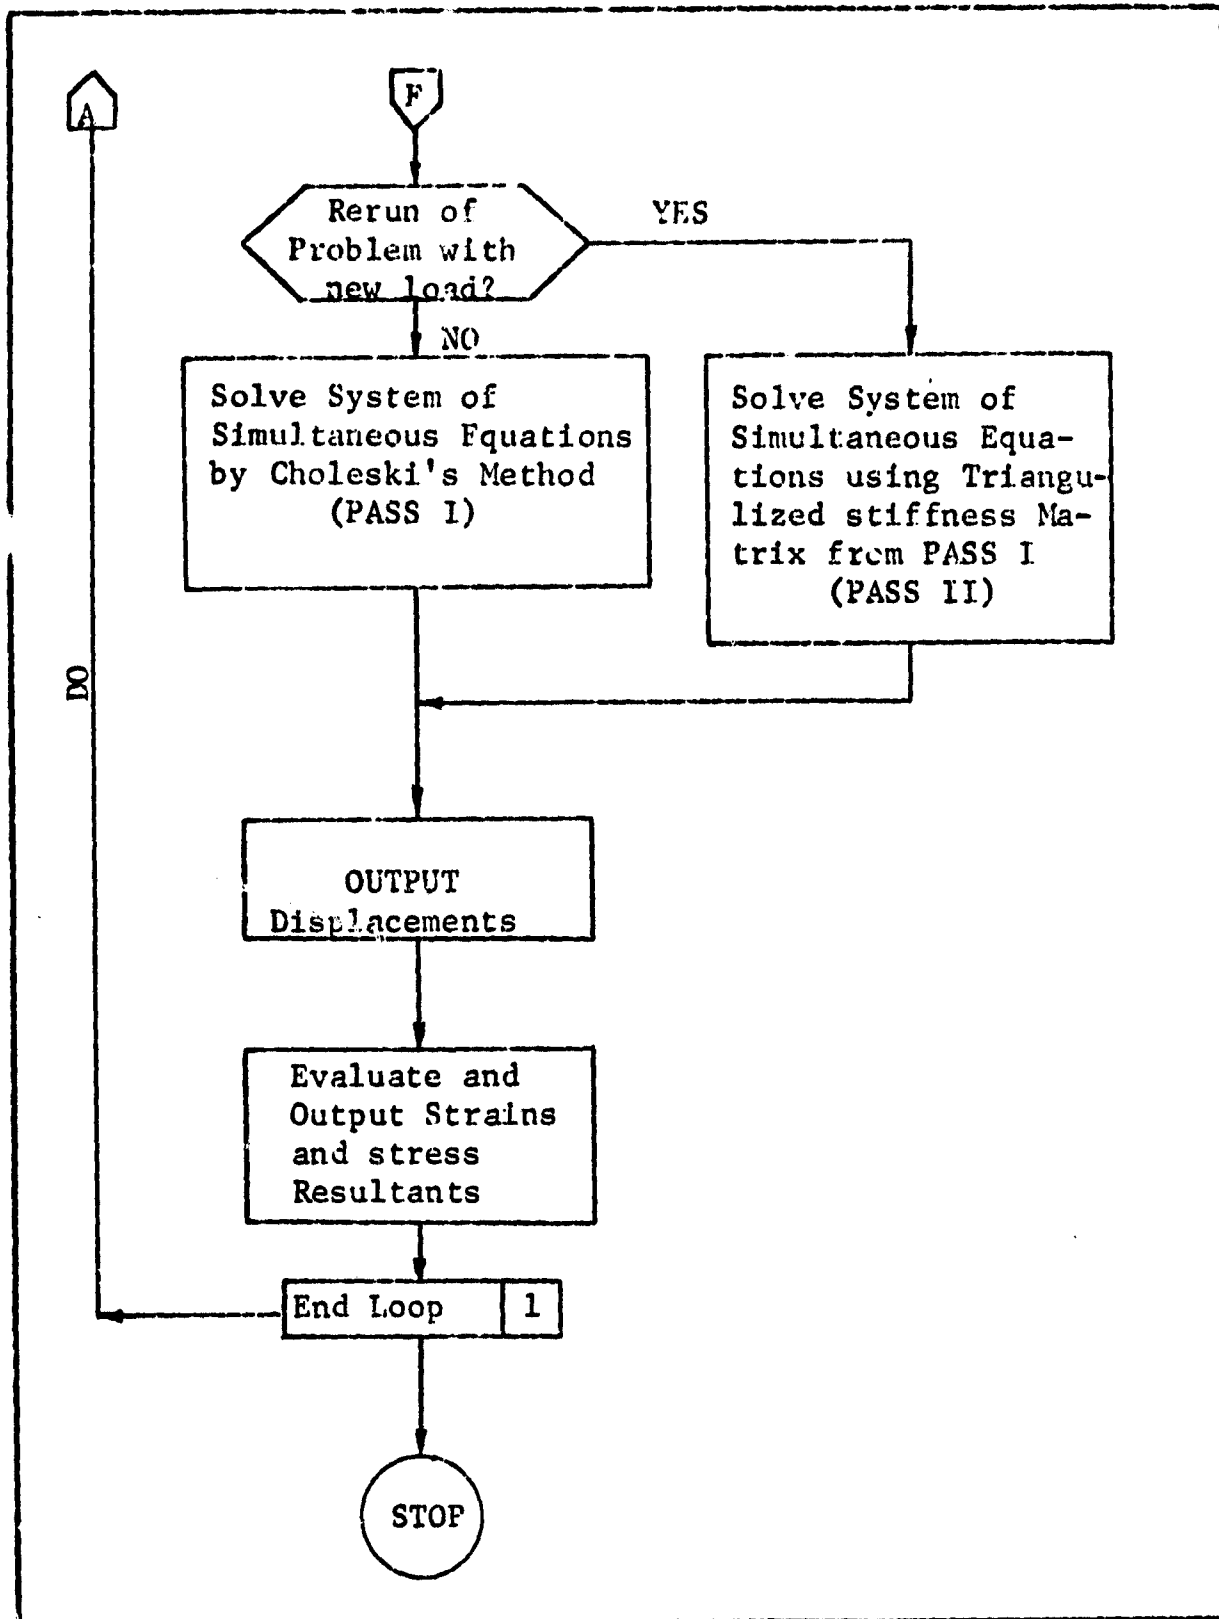 A
F
Rerun of
Problem with
new load?
YES
NO
Solve System of
Simultaneous Equations
by Choleski's Method
(PASS I)
Solve System of
Simultaneous Equa-
tions using Triangu-
lized stiffness Ma-
trix from PASS I
(PASS II)
DO
OUTPUT
Displacements
Evaluate and
Output Strains
and stress
Resultants
End Loop 1
STOP